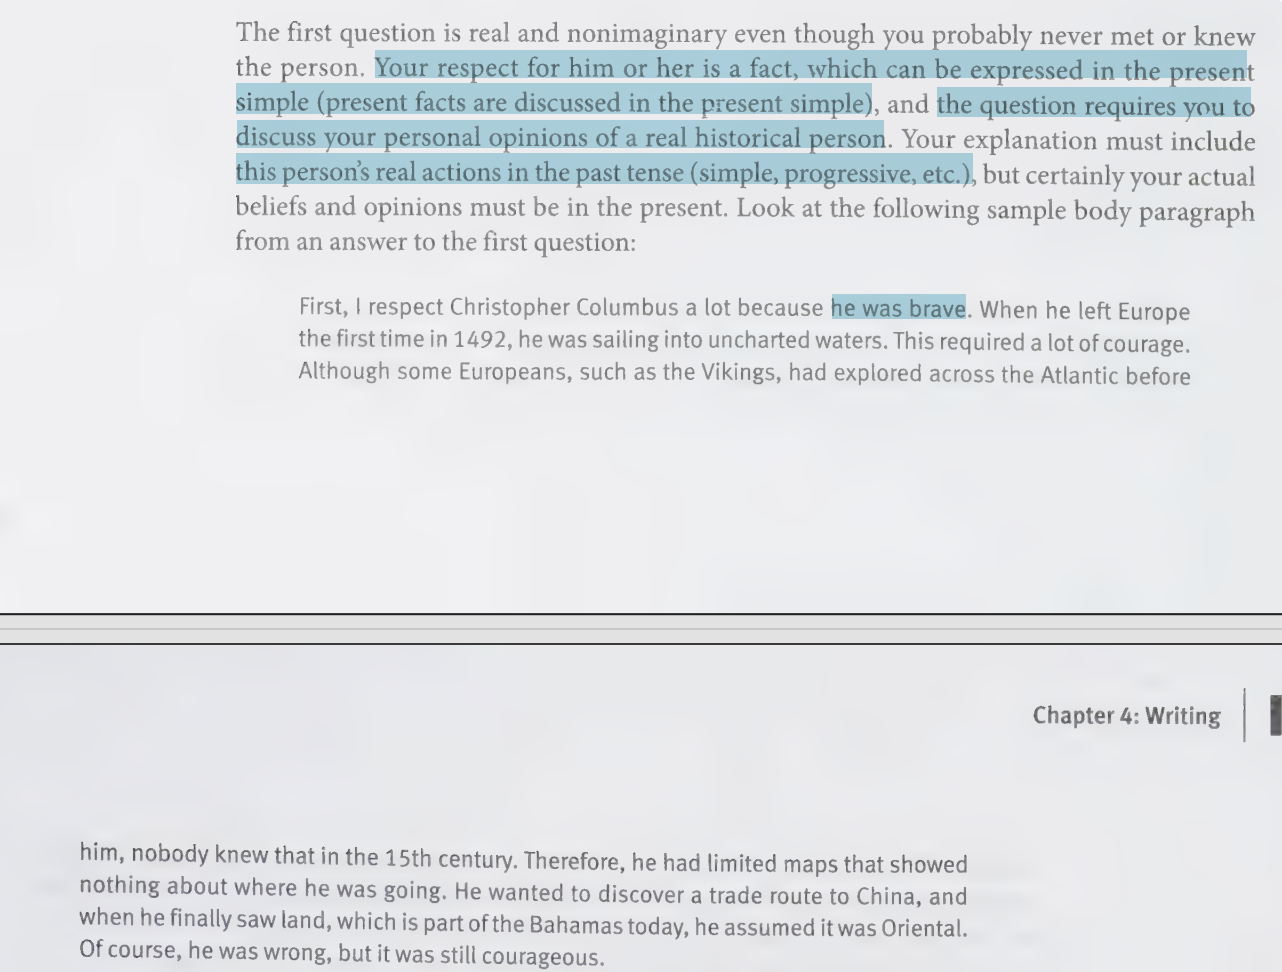 The first question is real and nonimaginary even though you probably never met or knew
the person. Your respect for him or her is a fact, which can be expressed in the present
simple (present facts are discussed in the present simple), and the question requires you to
discuss your personal opinions of a real historical person. Your explanation must include
this person’s real actions in the past tense (simple, progressive, etc.), but certainly your actual
beliefs and opinions must be in the present. Look at the following sample body paragraph
from an answer to the first question:
First, I respect Christopher Columbus a lot because he was brave. When he left Europe
the first time in 1492, he was sailing into uncharted waters. This required a lot of courage.
Although some Europeans, such as the Vikings, had explored across the Atlantic before
Chapter 4: Writing
him, nobody knew that in the 15th century. Therefore, he had limited maps that showed
nothing about where he was going. He wanted to discover a trade route to China, and
when he finally saw land, which is part of the Bahamas today, he assumed it was Oriental.
Of course, he was wrong, but it was still courageous.